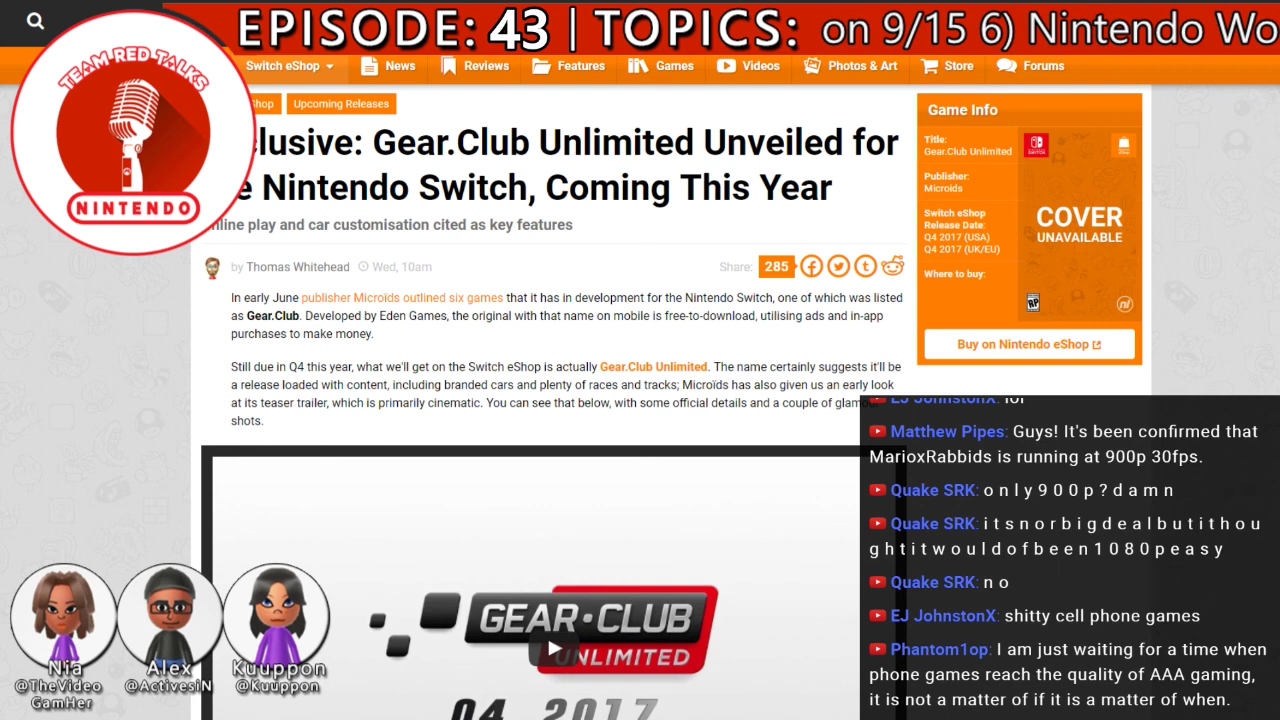 EPISODE: 43 | TOPICS: on 9/15 6) Nintendo Wo
TEAM RED TALKS
NINTENDO
Switch eShop
News
Reviews
Features
Games
Videos
Photos & Art
Store
Forums
hop
Upcoming Releases
clusive: Gear.Club Unlimited Unveiled for
e Nintendo Switch, Coming This Year
nline play and car customisation cited as key features
by Thomas Whitehead Wed, 10am
Share: 285
In early June publisher Microïds outlined six games that it has in development for the Nintendo Switch, one of which was listed
as Gear.Club. Developed by Eden Games, the original with that name on mobile is free-to-download, utilising ads and in-app
purchases to make money.
Still due in Q4 this year, what we'll get on the Switch eShop is actually Gear.Club Unlimited. The name certainly suggests it'll be
a release loaded with content, including branded cars and plenty of races and tracks; Microïds has also given us an early look
at its teaser trailer, which is primarily cinematic. You can see that below, with some official details and a couple of glamou
shots.
GEAR·CLUB
UNLIMITED
Q4 2017
Game Info
Title:
Gear.Club Unlimited
Publisher:
Microids
Switch eShop
Release Date:
Q4 2017 (USA)
Q4 2017 (UK/EU)
Where to buy:
COVER
UNAVAILABLE
RP
nl
Buy on Nintendo eShop
EJ JohnstonX: lol
Matthew Pipes: Guys! It's been confirmed that
MarioxRabbids is running at 900p 30fps.
Quake SRK: o n l y 9 0 0 p ? d a m n
Quake SRK: i t s n o r b i g d e a l b u t i t h o u
g h t i t w o u l d o f b e e n 1 0 8 0 p e a s y
Quake SRK: n o
EJ JohnstonX: shitty cell phone games
Phantom1op: I am just waiting for a time when
phone games reach the quality of AAA gaming,
it is not a matter of if it is a matter of when.
Nia
@TheVideo
GamHer
Alex
@ActivesiN
Kuuppon
@Kuuppon